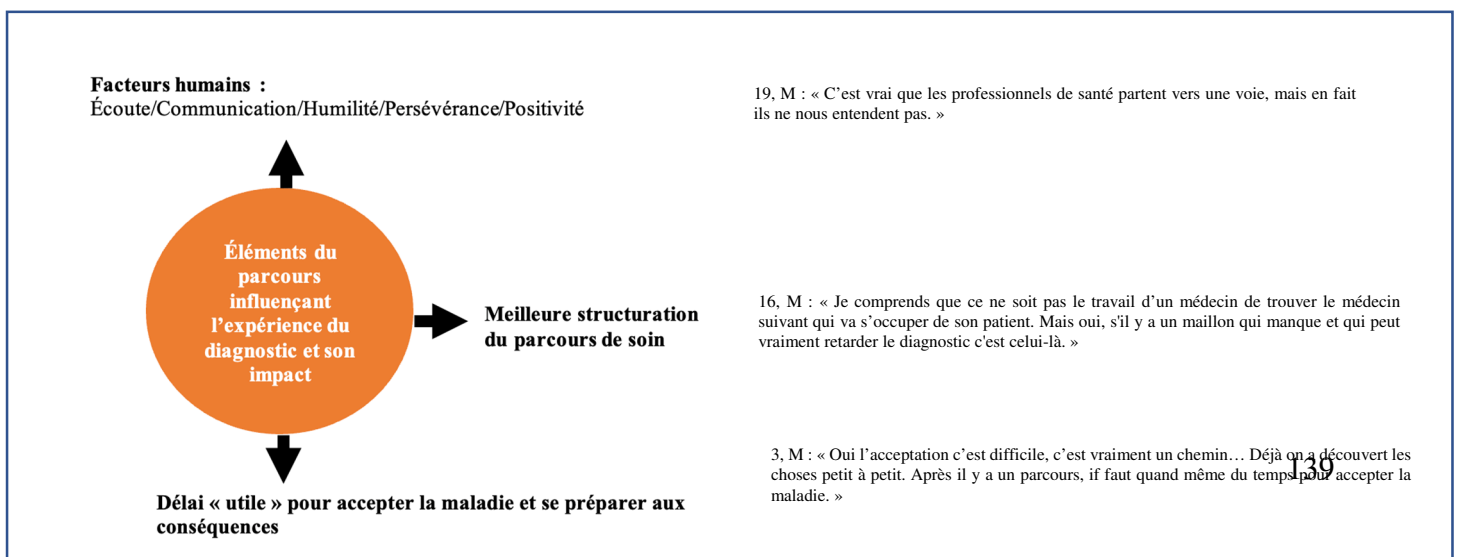 Facteurs humains :
Écoute/Communication/Humilité/Persévérance/Positivité
19, M : « C’est vrai que les professionnels de santé partent vers une voie, mais en fait
ils ne nous entendent pas. »
Éléments du
parcours
influençant
l’expérience du
diagnostic et son
impact
Meilleure structuration
du parcours de soin
16, M : « Je comprends que ce ne soit pas le travail d’un médecin de trouver le médecin
suivant qui va s’occuper de son patient. Mais oui, s'il y a un maillon qui manque et qui peut
vraiment retarder le diagnostic c'est celui-là. »
Délai « utile » pour accepter la maladie et se préparer aux
conséquences
3, M : « Oui l’acceptation c’est difficile, c’est vraiment un chemin… Déjà on a découvert les
choses petit à petit. Après il y a un parcours, if faut quand même du temps pour accepter la
maladie. »
139